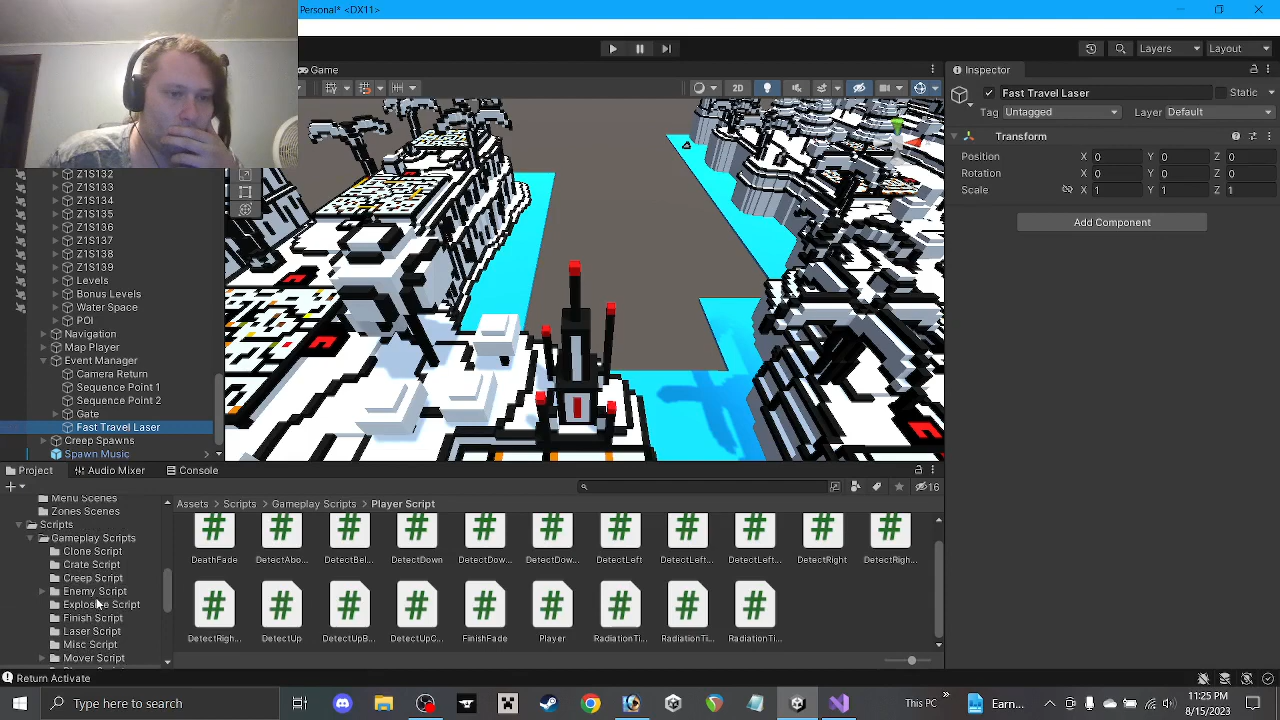 Personal* <DX11>
Layers
Layout
Game
2D
Inspector
Fast Travel Laser
Static
Tag Untagged Layer Default
Transform
Position X 0 Y 0 Z 0
Rotation X 0 Y 0 Z 0
Scale X 1 Y 1 Z 1
Add Component
Z1S132
Z1S133
Z1S134
Z1S135
Z1S136
Z1S137
Z1S138
Z1S139
Levels
Bonus Levels
Water Space
POI
Navigation
Map Player
Event Manager
Camera Return
Sequence Point 1
Sequence Point 2
Gate
Fast Travel Laser
Creep Spawns
Spawn Music
Project Audio Mixer Console
16
Menu Scenes
Zones Scenes
Scripts
Gameplay Scripts
Clone Script
Crate Script
Creep Script
Enemy Script
Explosive Script
Finish Script
Laser Script
Misc Script
Mover Script
Assets Scripts Gameplay Scripts Player Script
DeathFade DetectAbo... DetectBel... DetectDown DetectDow... DetectDow... DetectLeft DetectLeft... DetectLeft... DetectRight DetectRigh...
DetectRigh... DetectUp DetectUpB... DetectUpC... FinishFade Player RadiationTi... RadiationTi... RadiationTi...
Return Activate
Type here to search
This PC
Earn...
11:25 PM
8/15/2023